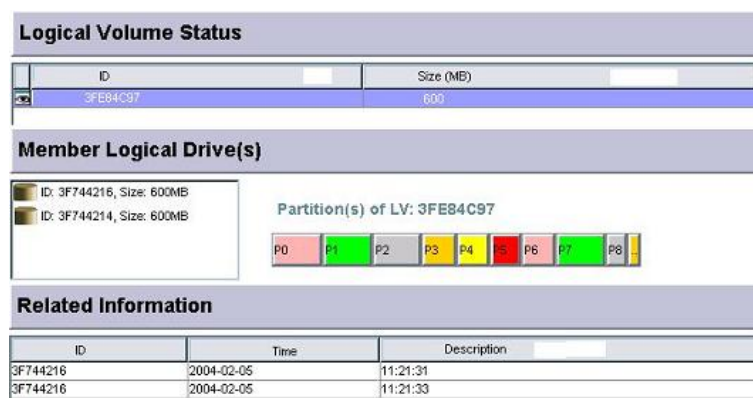 Logical Volume Status
ID Size (MB)
3FE84C97 600
Member Logical Drive(s)
ID: 3F744216, Size: 600MB
ID: 3F744214, Size: 600MB
Partition(s) of LV: 3FE84C97
P0 P1 P2 P3 P4 P5 P6 P7 P8 ..
Related Information
ID Time Description
3F744216 2004-02-05 11:21:31
3F744216 2004-02-05 11:21:33